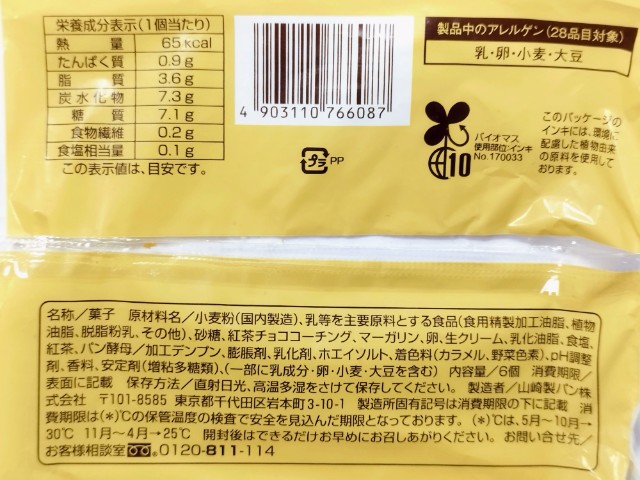 栄養成分表示(1個当たり)
熱量 65kcal
たんぱく質 0.9g
脂質 3.6g
炭水化物 7.3g
糖質 7.1g
食物繊維 0.2g
食塩相当量 0.1g
この表示値は、目安です。
4 903110 766087
プラ PP
製品中のアレルゲン(28品目対象)
乳・卵・小麦・大豆
10
バイオマス
使用部位:インキ
No.170033
このパッケージの
インキには、環境に
配慮した植物由来
の原料を使用して
おります。
名称/菓子 原材料名/小麦粉(国内製造)、乳等を主要原料とする食品(食用精製加工油脂、植物
油脂、脱脂粉乳、その他)、砂糖、紅茶チョココーチング、マーガリン、卵、生クリーム、乳化油脂、食塩、
紅茶、パン酵母/加工デンプン、膨脹剤、乳化剤、ホエイソルト、着色料(カラメル、野菜色素)、pH調整
剤、香料、安定剤(増粘多糖類)、(一部に乳成分・卵・小麦・大豆を含む) 内容量/6個 消費期限/
表面に記載 保存方法/直射日光、高温多湿をさけて保存してください。 製造者/山崎製パン株
式会社 〒101-8585 東京都千代田区岩本町3-10-1 製造所固有記号は消費期限の下に記載 消
費期限は(*)℃の保管温度の検査で安全を見込んだ期限となっております。(*)℃は、5月~10月→
30℃ 11月~4月→25℃ 開封後はできるだけお早めにお召しあがりください。 お問い合せ先/
お客様相談室 0120-811-114